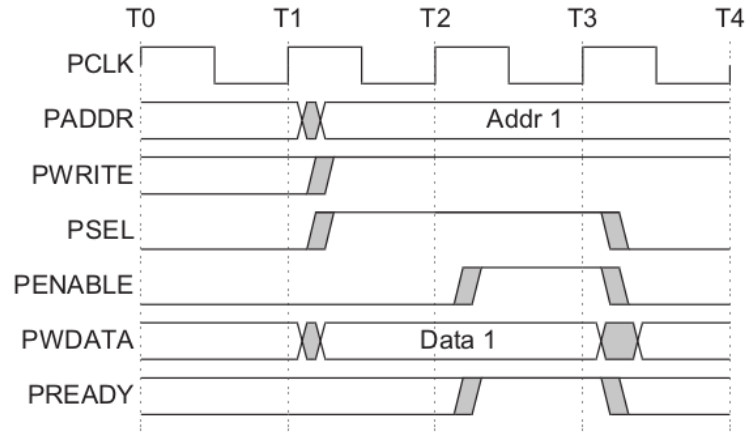 T0 T1 T2 T3 T4
PCLK
PADDR Addr 1
PWRITE
PSEL
PENABLE
PWDATA Data 1
PREADY